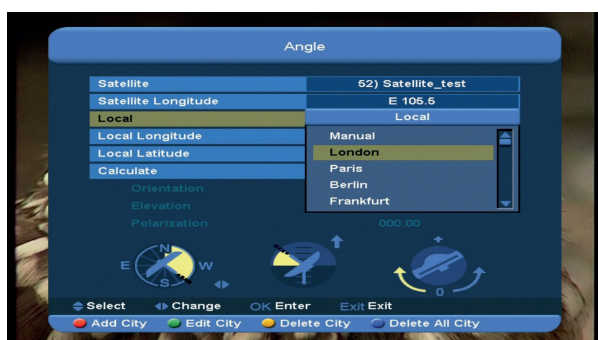 Angle
Satellite 52) Satellite_test
Satellite Longitude E 105.5
Local Local
Local Longitude Manual
London
Local Latitude
Calculate Paris
Orientation Berlin
Elevation Frankfurt
Polarization 000.00
N
E W
S
+
- 0
Select Change OK Enter Exit Exit
Add City Edit City Delete City Delete All City